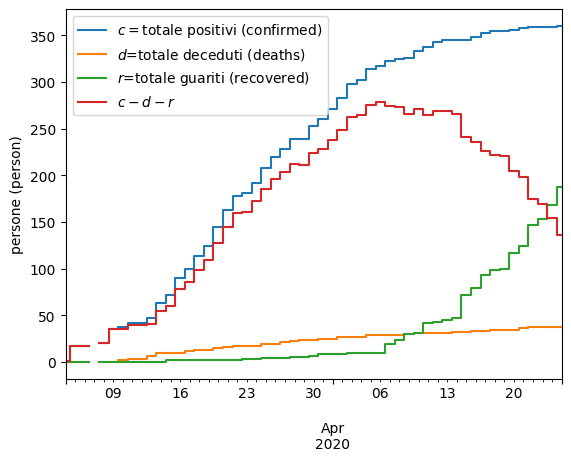 350
300
250
200
150
100
50
0
persone (person)
c = totale positivi (confirmed)
d=totale deceduti (deaths)
r=totale guariti (recovered)
c − d − r
09 16 23 30 06 13 20
Apr
2020